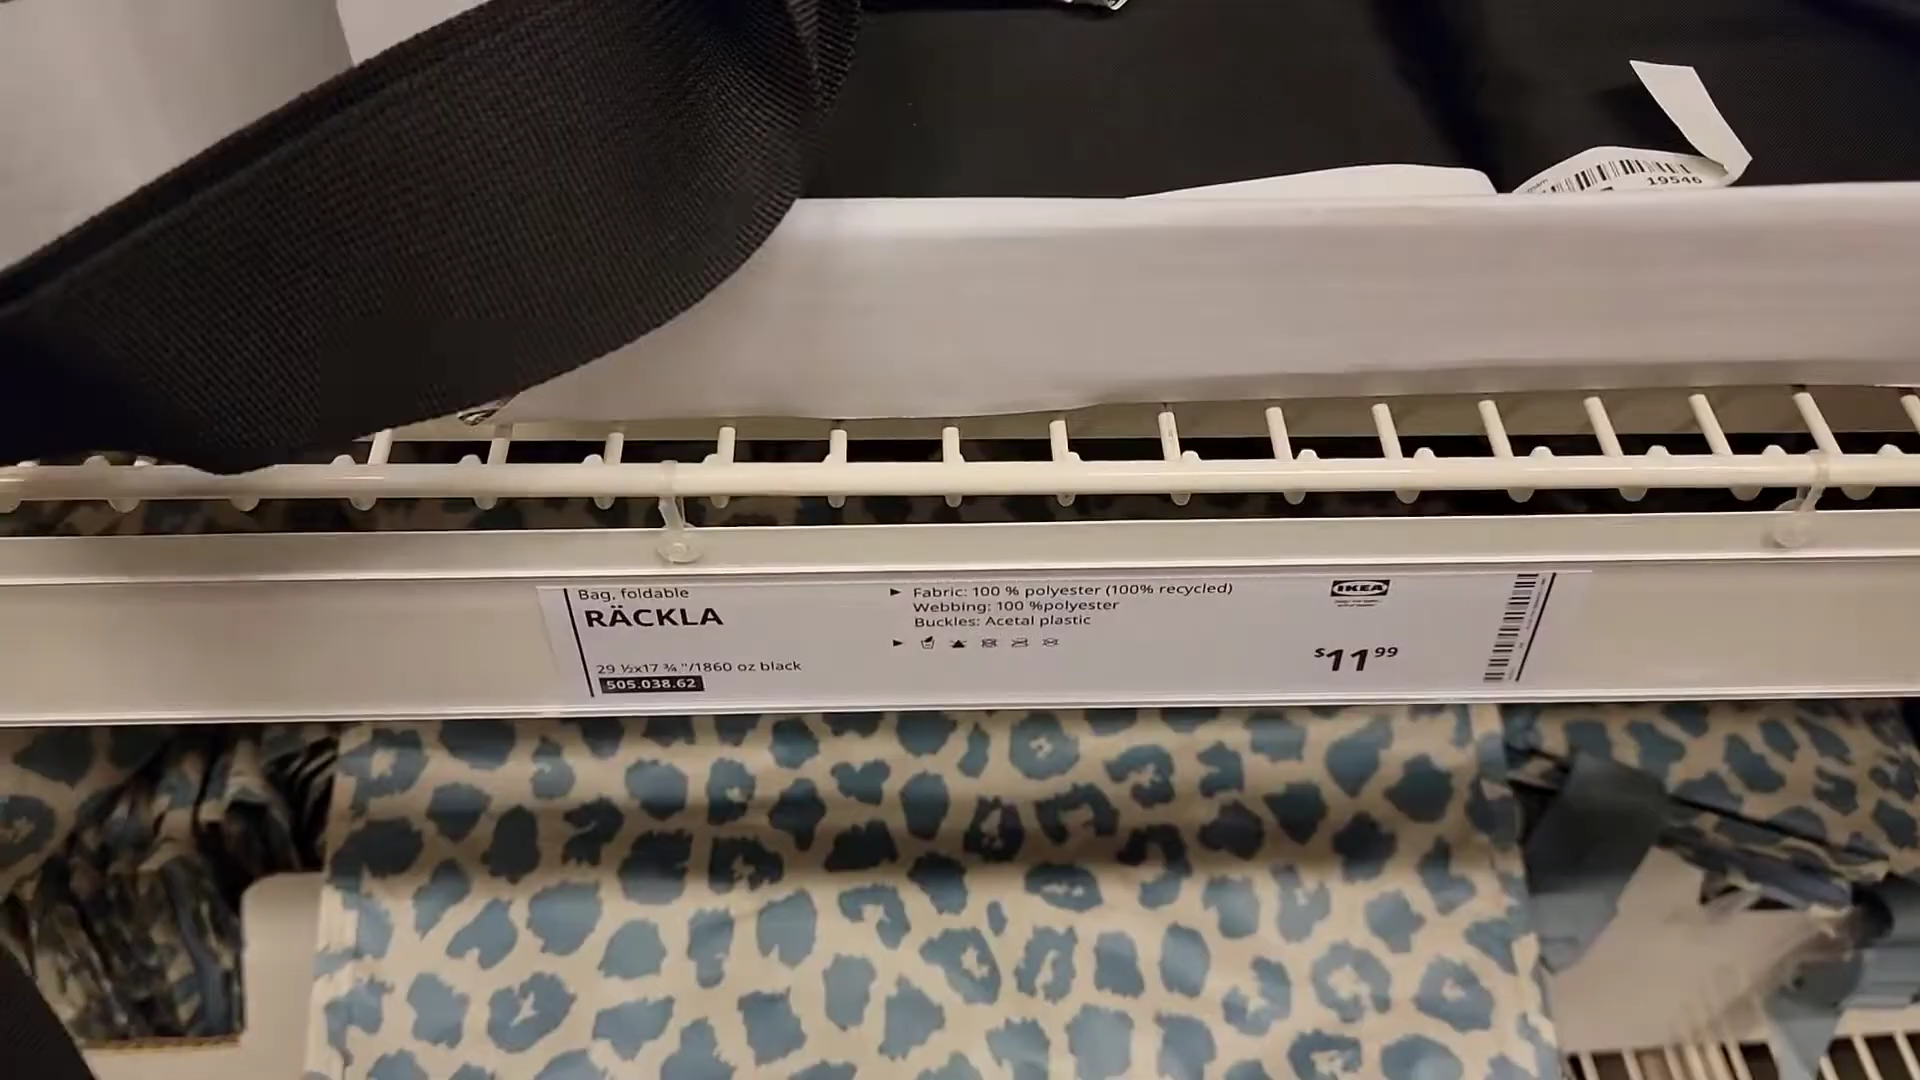 19546
Bag, foldable
RÄCKLA
29 ½x17 ¾ "/1860 oz black
505.038.62
Fabric: 100 % polyester (100% recycled)
Webbing: 100 %polyester
Buckles: Acetal plastic
IKEA
$11 99